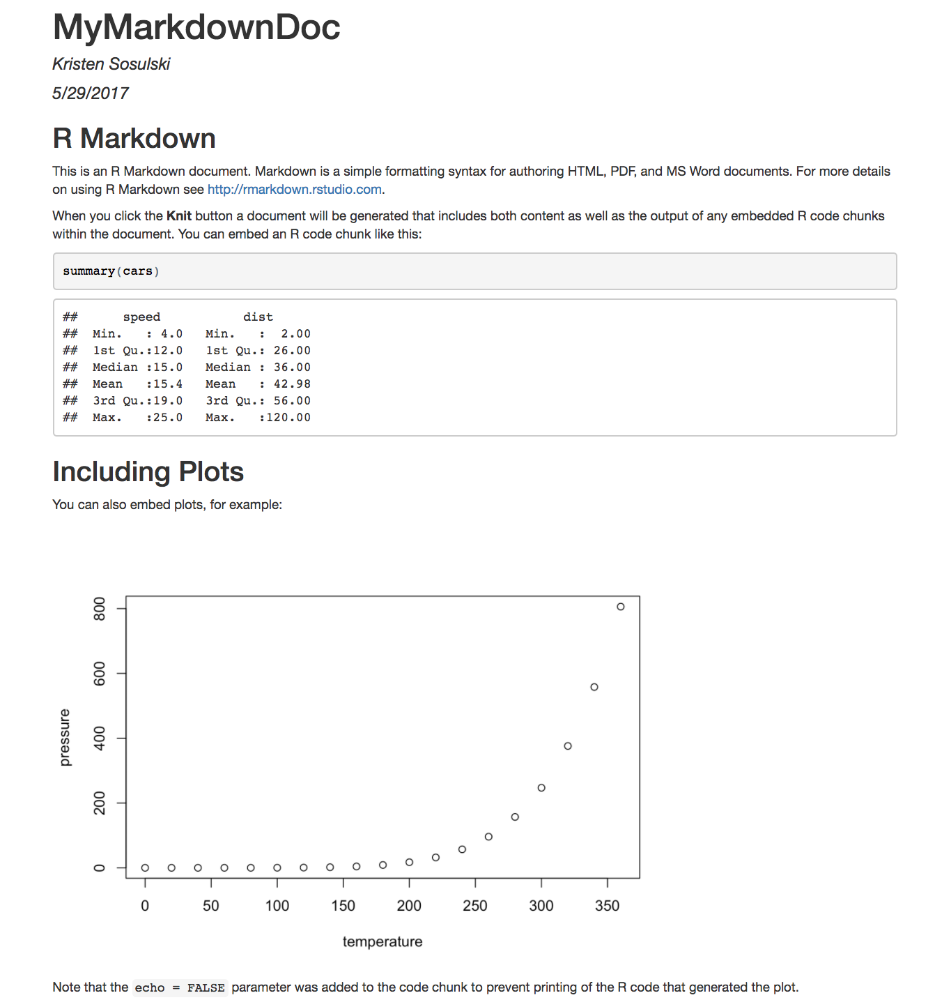 MyMarkdownDoc
Kristen Sosulski
5/29/2017
R Markdown
This is an R Markdown document. Markdown is a simple formatting syntax for authoring HTML, PDF, and MS Word documents. For more details
on using R Markdown see http://rmarkdown.rstudio.com.
When you click the Knit button a document will be generated that includes both content as well as the output of any embedded R code chunks
within the document. You can embed an R code chunk like this:
summary(cars)
##      speed           dist
##  Min.   : 4.0   Min.   :  2.00
##  1st Qu.:12.0   1st Qu.: 26.00
##  Median :15.0   Median : 36.00
##  Mean   :15.4   Mean   : 42.98
##  3rd Qu.:19.0   3rd Qu.: 56.00
##  Max.   :25.0   Max.   :120.00
Including Plots
You can also embed plots, for example:
800
600
400
200
0
pressure
0 50 100 150 200 250 300 350
temperature
Note that the echo = FALSE parameter was added to the code chunk to prevent printing of the R code that generated the plot.